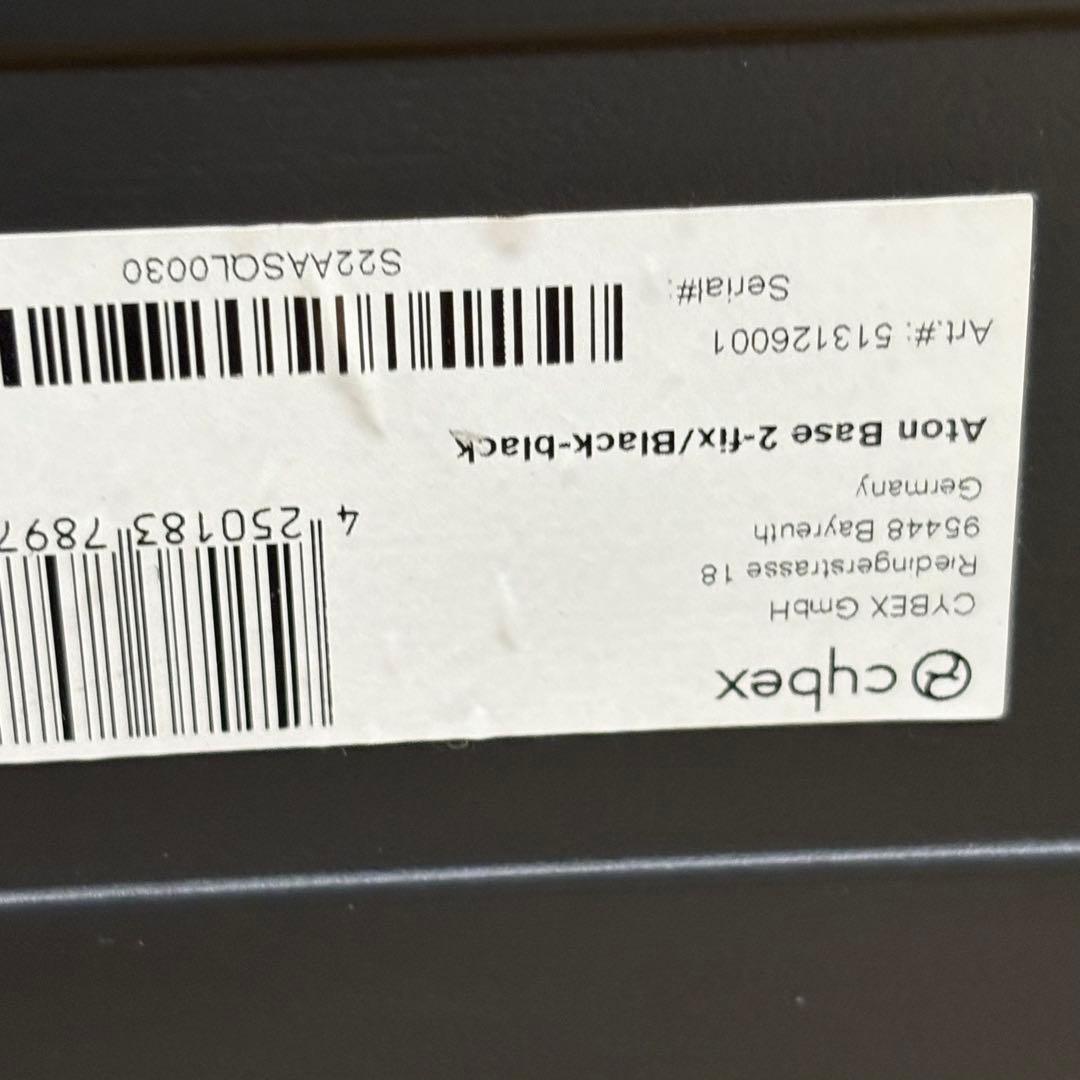 cybex
CYBEX GmbH
Riedingerstrasse 18
95448 Bayreuth
Germany
4 250183 7897
Aton Base 2-fix/Black-black
Art.#: 513126001
Serial#:
S22AASQL0030